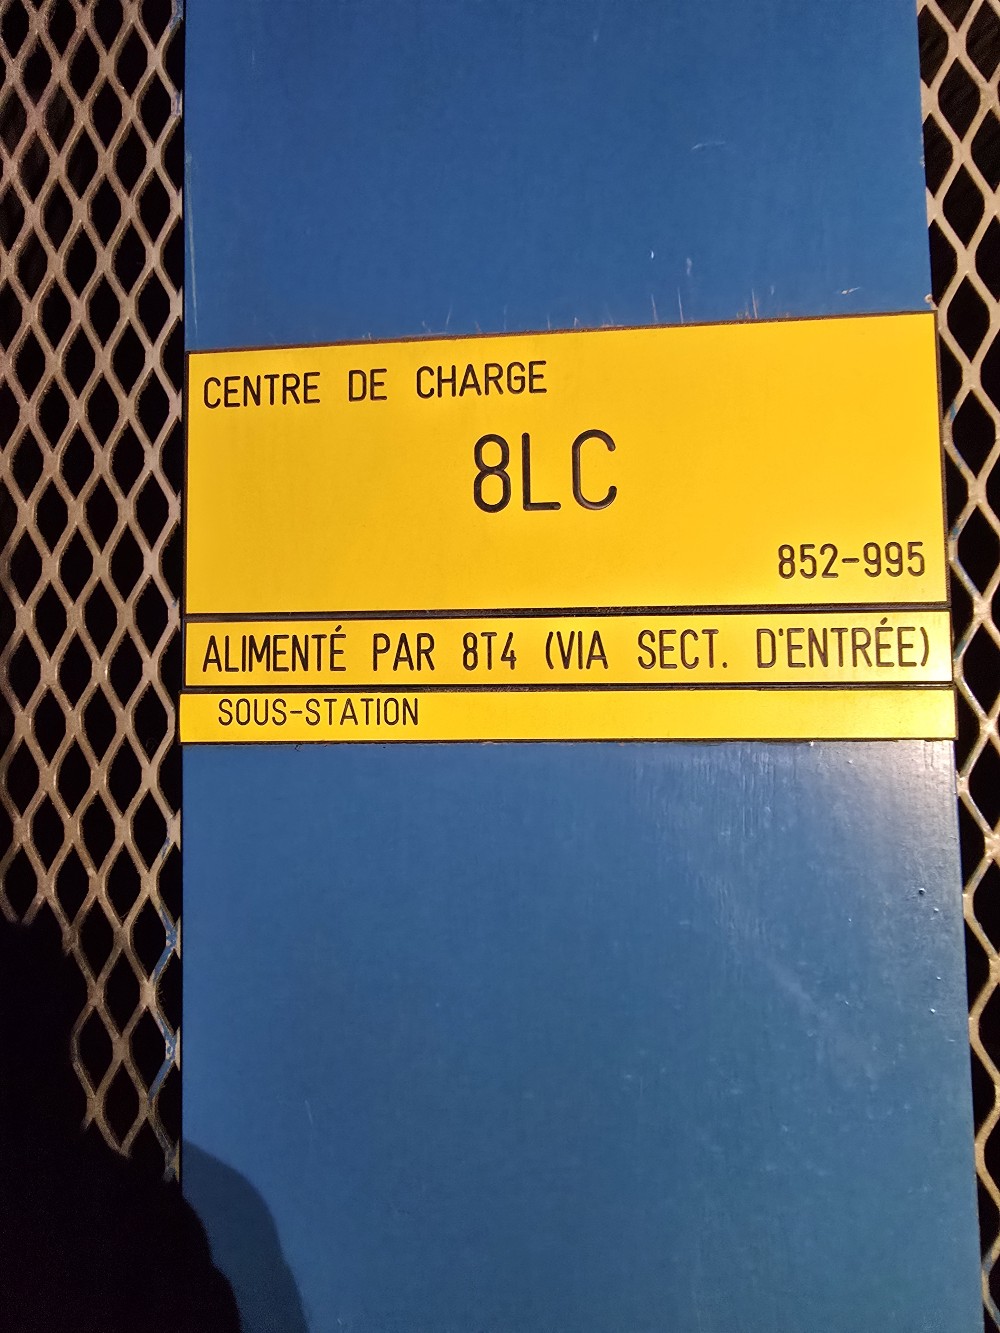 CENTRE DE CHARGE
8LC
852-995
ALIMENTÉ PAR 8T4 (VIA SECT. D'ENTRÉE)
SOUS-STATION